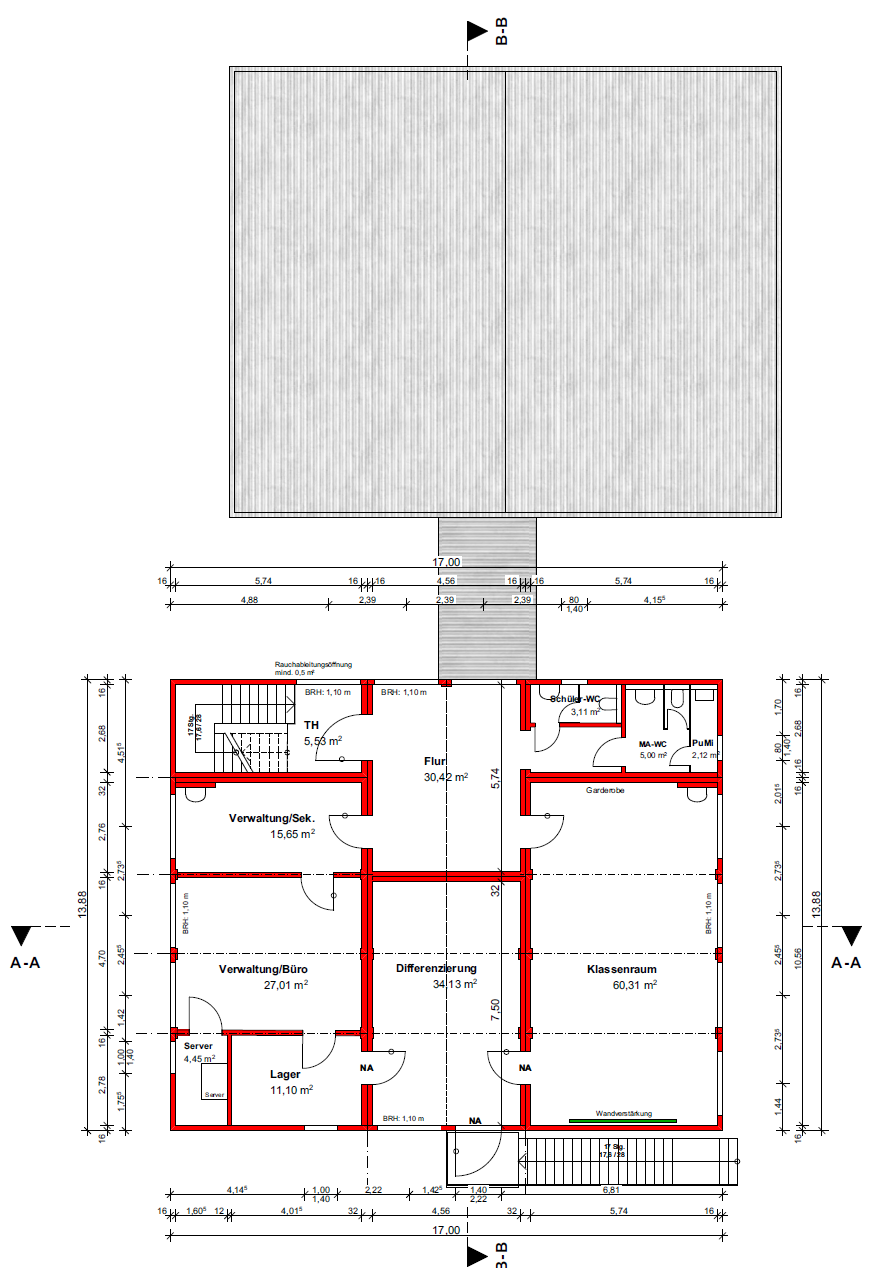 B-B
17,00
16 5,74 16 16 4,56 16 16 5,74 16
4,88 2,39 2,39 2,39 80 4,15⁵
1,40
Rauchableitungsöffnung
mind. 0,5 m²
BRH: 1,10 m
BRH: 1,10 m
17 Stg.
17,6 / 28
TH
5,53 m²
Flur
30,42 m²
Schüler-WC
3,11 m²
MA-WC
5,00 m²
PuMi
2,12 m²
Garderobe
Verwaltung/Sek.
15,65 m²
5,74
32
7,50
BRH: 1,10 m
BRH: 1,10 m
Verwaltung/Büro
27,01 m²
Differenzierung
34,13 m²
Klassenraum
60,31 m²
Server
4,45 m²
Server
Lager
11,10 m²
NA
NA
BRH: 1,10 m
NA
Wandverstärkung
17 Stg.
17,6 / 28
13,88
16
2,68
32
2,76
16
4,70
16
2,78
16
4,51⁵
2,73⁵
2,45⁵
1,42
1,00
1,40
1,75⁵
1,70
80
1,40
2,01⁵
2,73⁵
2,45⁵
2,73⁵
1,44
16
2,68
16
16
10,56
16
13,88
A-A
A-A
4,14⁵ 1,00 2,22 1,42⁵ 1,40 6,81
1,40 2,22
16 1,60⁵ 12 4,01⁵ 32 4,56 32 5,74 16
17,00
B-B